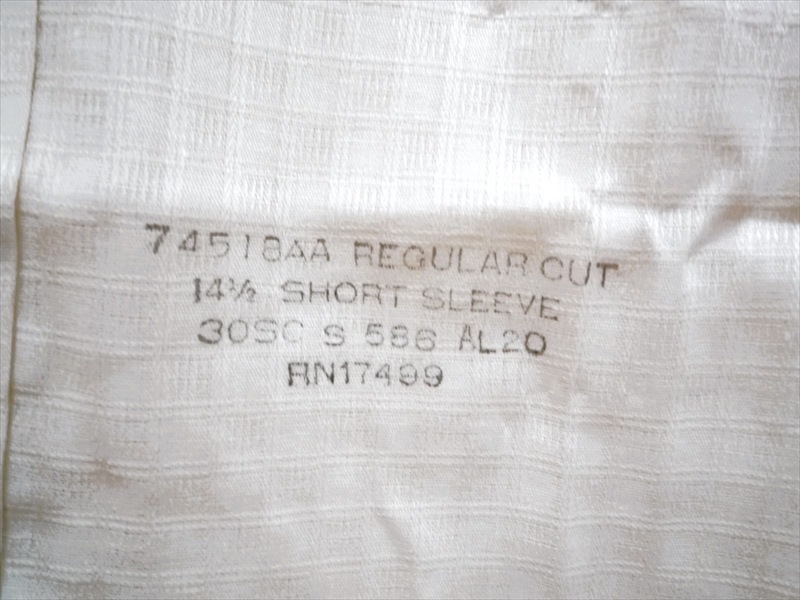 74518AA REGULAR CUT
14½ SHORT SLEEVE
30SC S 586 AL20
RN17499